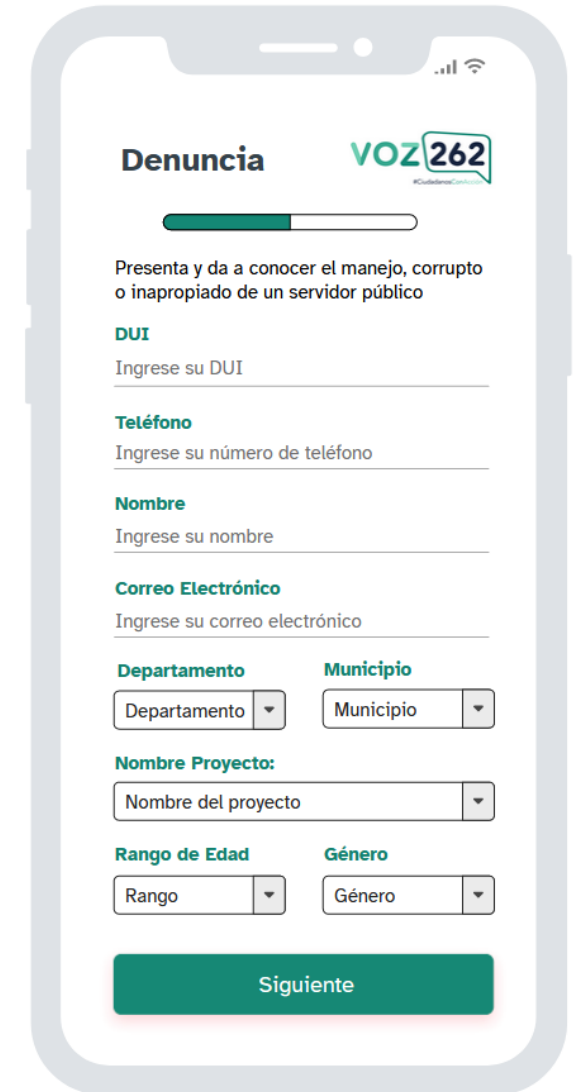 Denuncia
VOZ 262
#CiudadanosConAcción
Presenta y da a conocer el manejo, corrupto
o inapropiado de un servidor público
DUI
Ingrese su DUI
Teléfono
Ingrese su número de teléfono
Nombre
Ingrese su nombre
Correo Electrónico
Ingrese su correo electrónico
Departamento Municipio
Departamento Municipio
Nombre Proyecto:
Nombre del proyecto
Rango de Edad Género
Rango Género
Siguiente